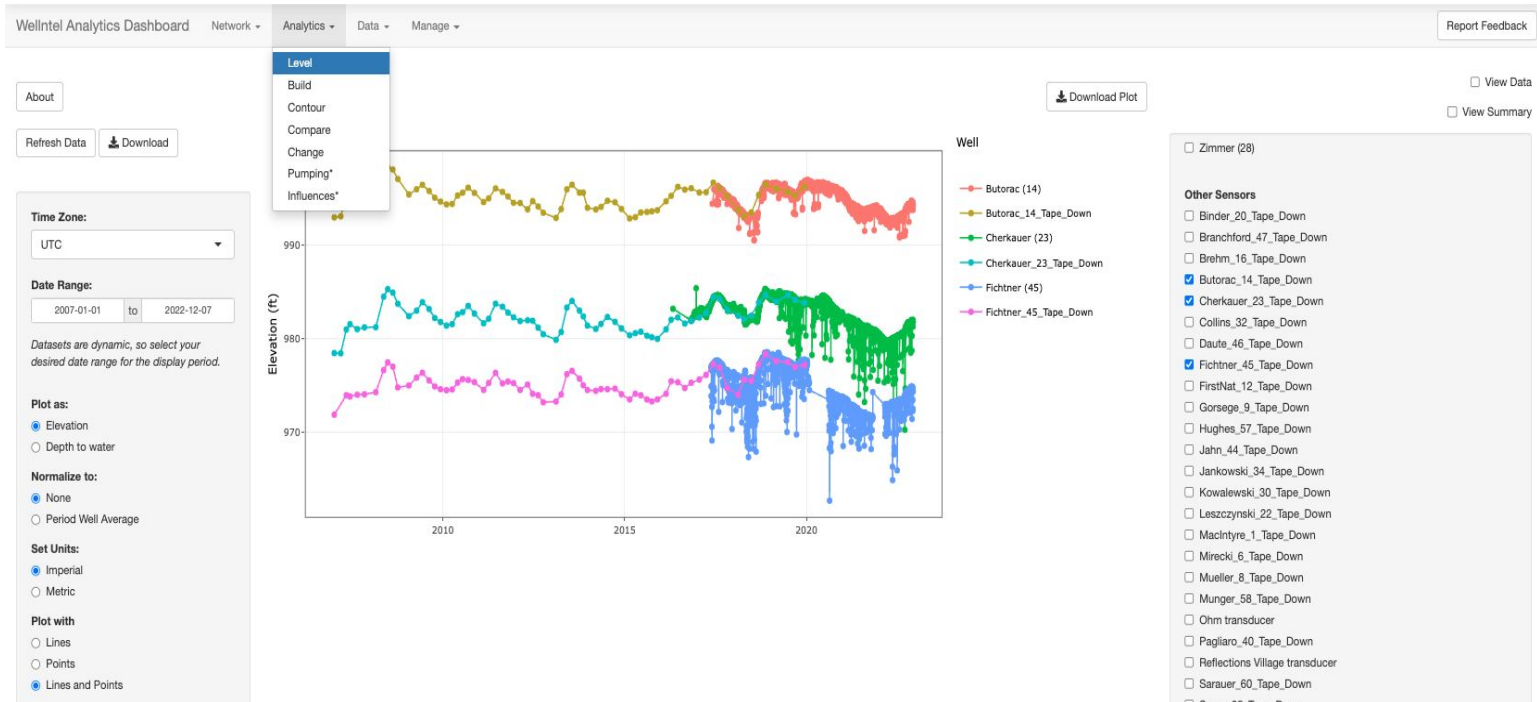 Wellntel Analytics Dashboard Network Analytics Data Manage Report Feedback
Level
Build
Contour
Compare
Change
Pumping*
Influences*
About
Refresh Data Download
Time Zone:
UTC
Date Range:
2007-01-01 to 2022-12-07
Datasets are dynamic, so select your
desired date range for the display period.
Plot as:
Elevation
Depth to water
Normalize to:
None
Period Well Average
Set Units:
Imperial
Metric
Plot with
Lines
Points
Lines and Points
Download Plot
Elevation (ft)
990
980
970
2010 2015 2020
Well
Butorac (14)
Butorac_14_Tape_Down
Cherkauer (23)
Cherkauer_23_Tape_Down
Fichtner (45)
Fichtner_45_Tape_Down
View Data
View Summary
Zimmer (28)
Other Sensors
Binder_20_Tape_Down
Branchford_47_Tape_Down
Brehm_16_Tape_Down
Butorac_14_Tape_Down
Cherkauer_23_Tape_Down
Collins_32_Tape_Down
Daute_46_Tape_Down
Fichtner_45_Tape_Down
FirstNat_12_Tape_Down
Gorsege_9_Tape_Down
Hughes_57_Tape_Down
Jahn_44_Tape_Down
Jankowski_34_Tape_Down
Kowalewski_30_Tape_Down
Leszczynski_22_Tape_Down
MacIntyre_1_Tape_Down
Mirecki_6_Tape_Down
Mueller_8_Tape_Down
Munger_58_Tape_Down
Ohm transducer
Pagliaro_40_Tape_Down
Reflections Village transducer
Sarauer_60_Tape_Down